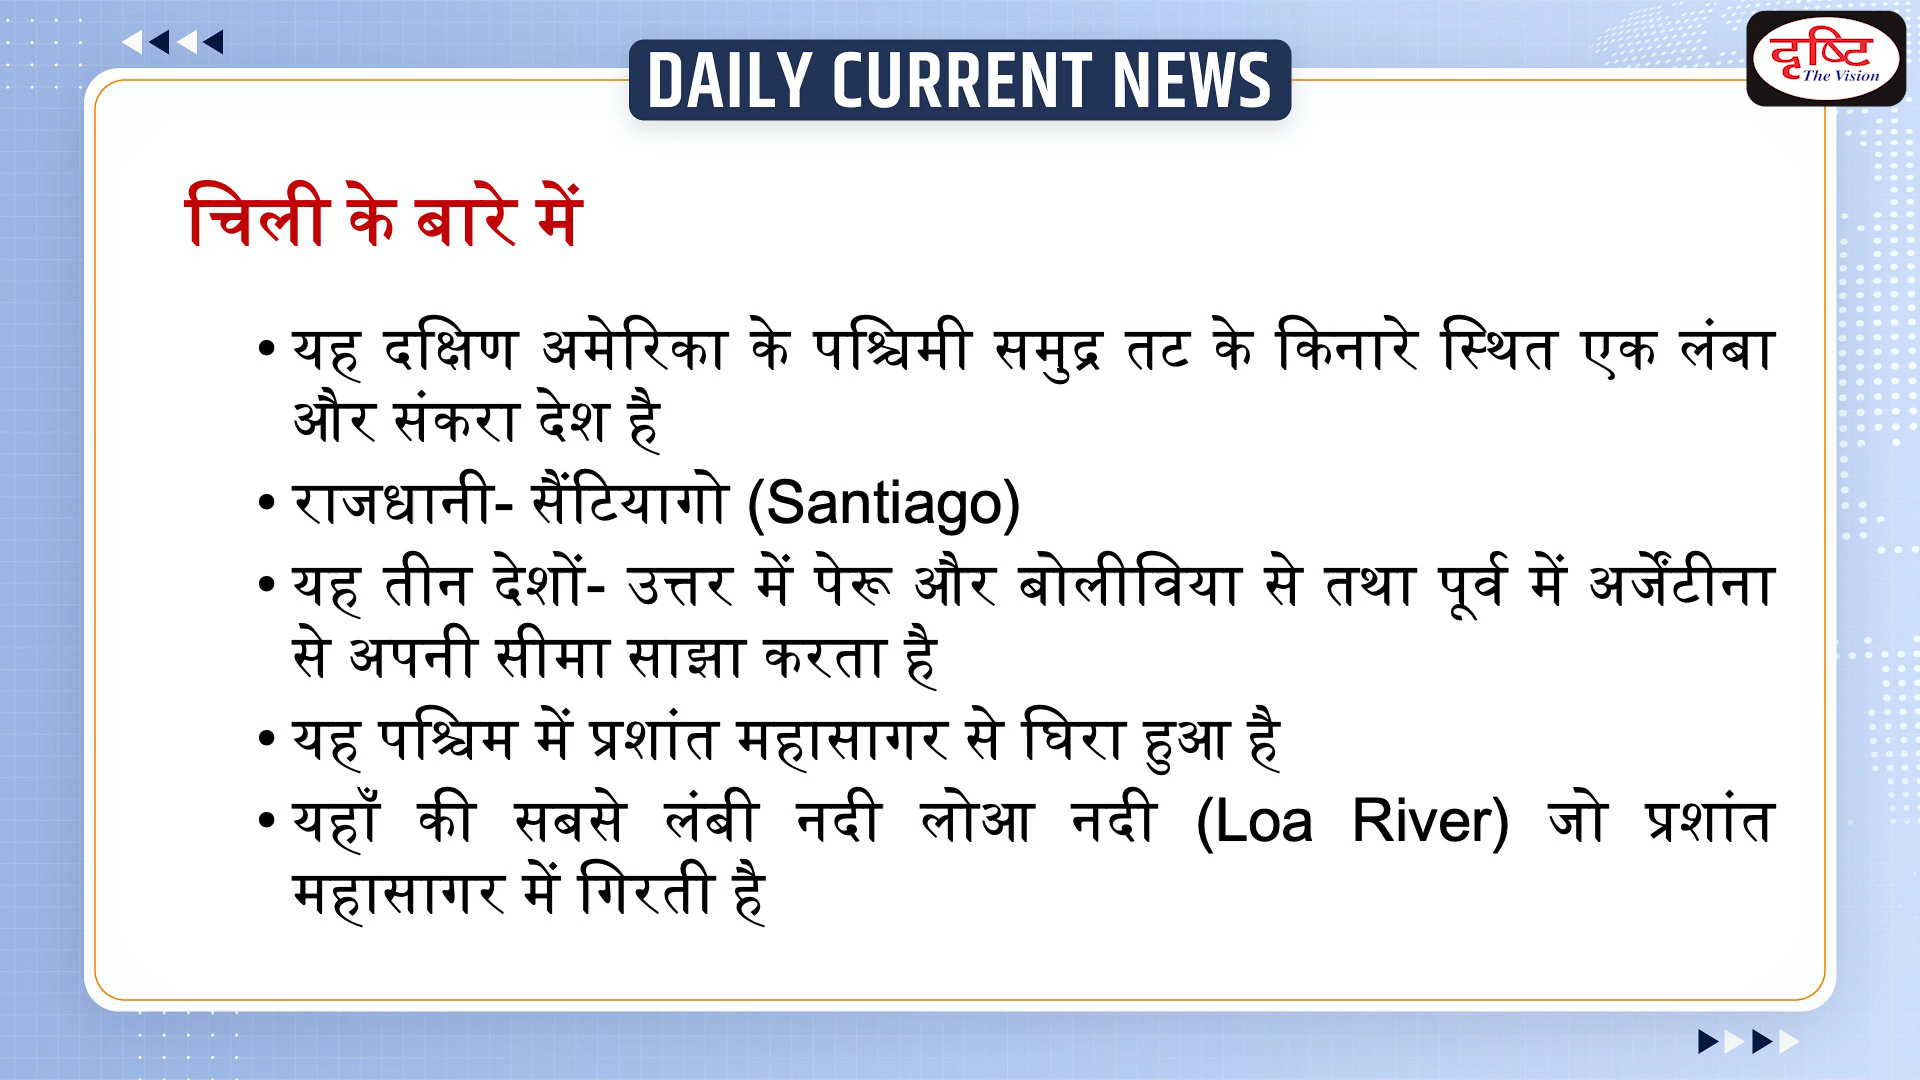 DAILY CURRENT NEWS
दृष्टि
The Vision
चिली के बारे में
• यह दक्षिण अमेरिका के पश्चिमी समुद्र तट के किनारे स्थित एक लंबा
और संकरा देश है
• राजधानी- सैंटियागो (Santiago)
• यह तीन देशों- उत्तर में पेरू और बोलीविया से तथा पूर्व में अर्जेंटीना
से अपनी सीमा साझा करता है
• यह पश्चिम में प्रशांत महासागर से घिरा हुआ है
• यहाँ की सबसे लंबी नदी लोआ नदी (Loa River) जो प्रशांत
महासागर में गिरती है